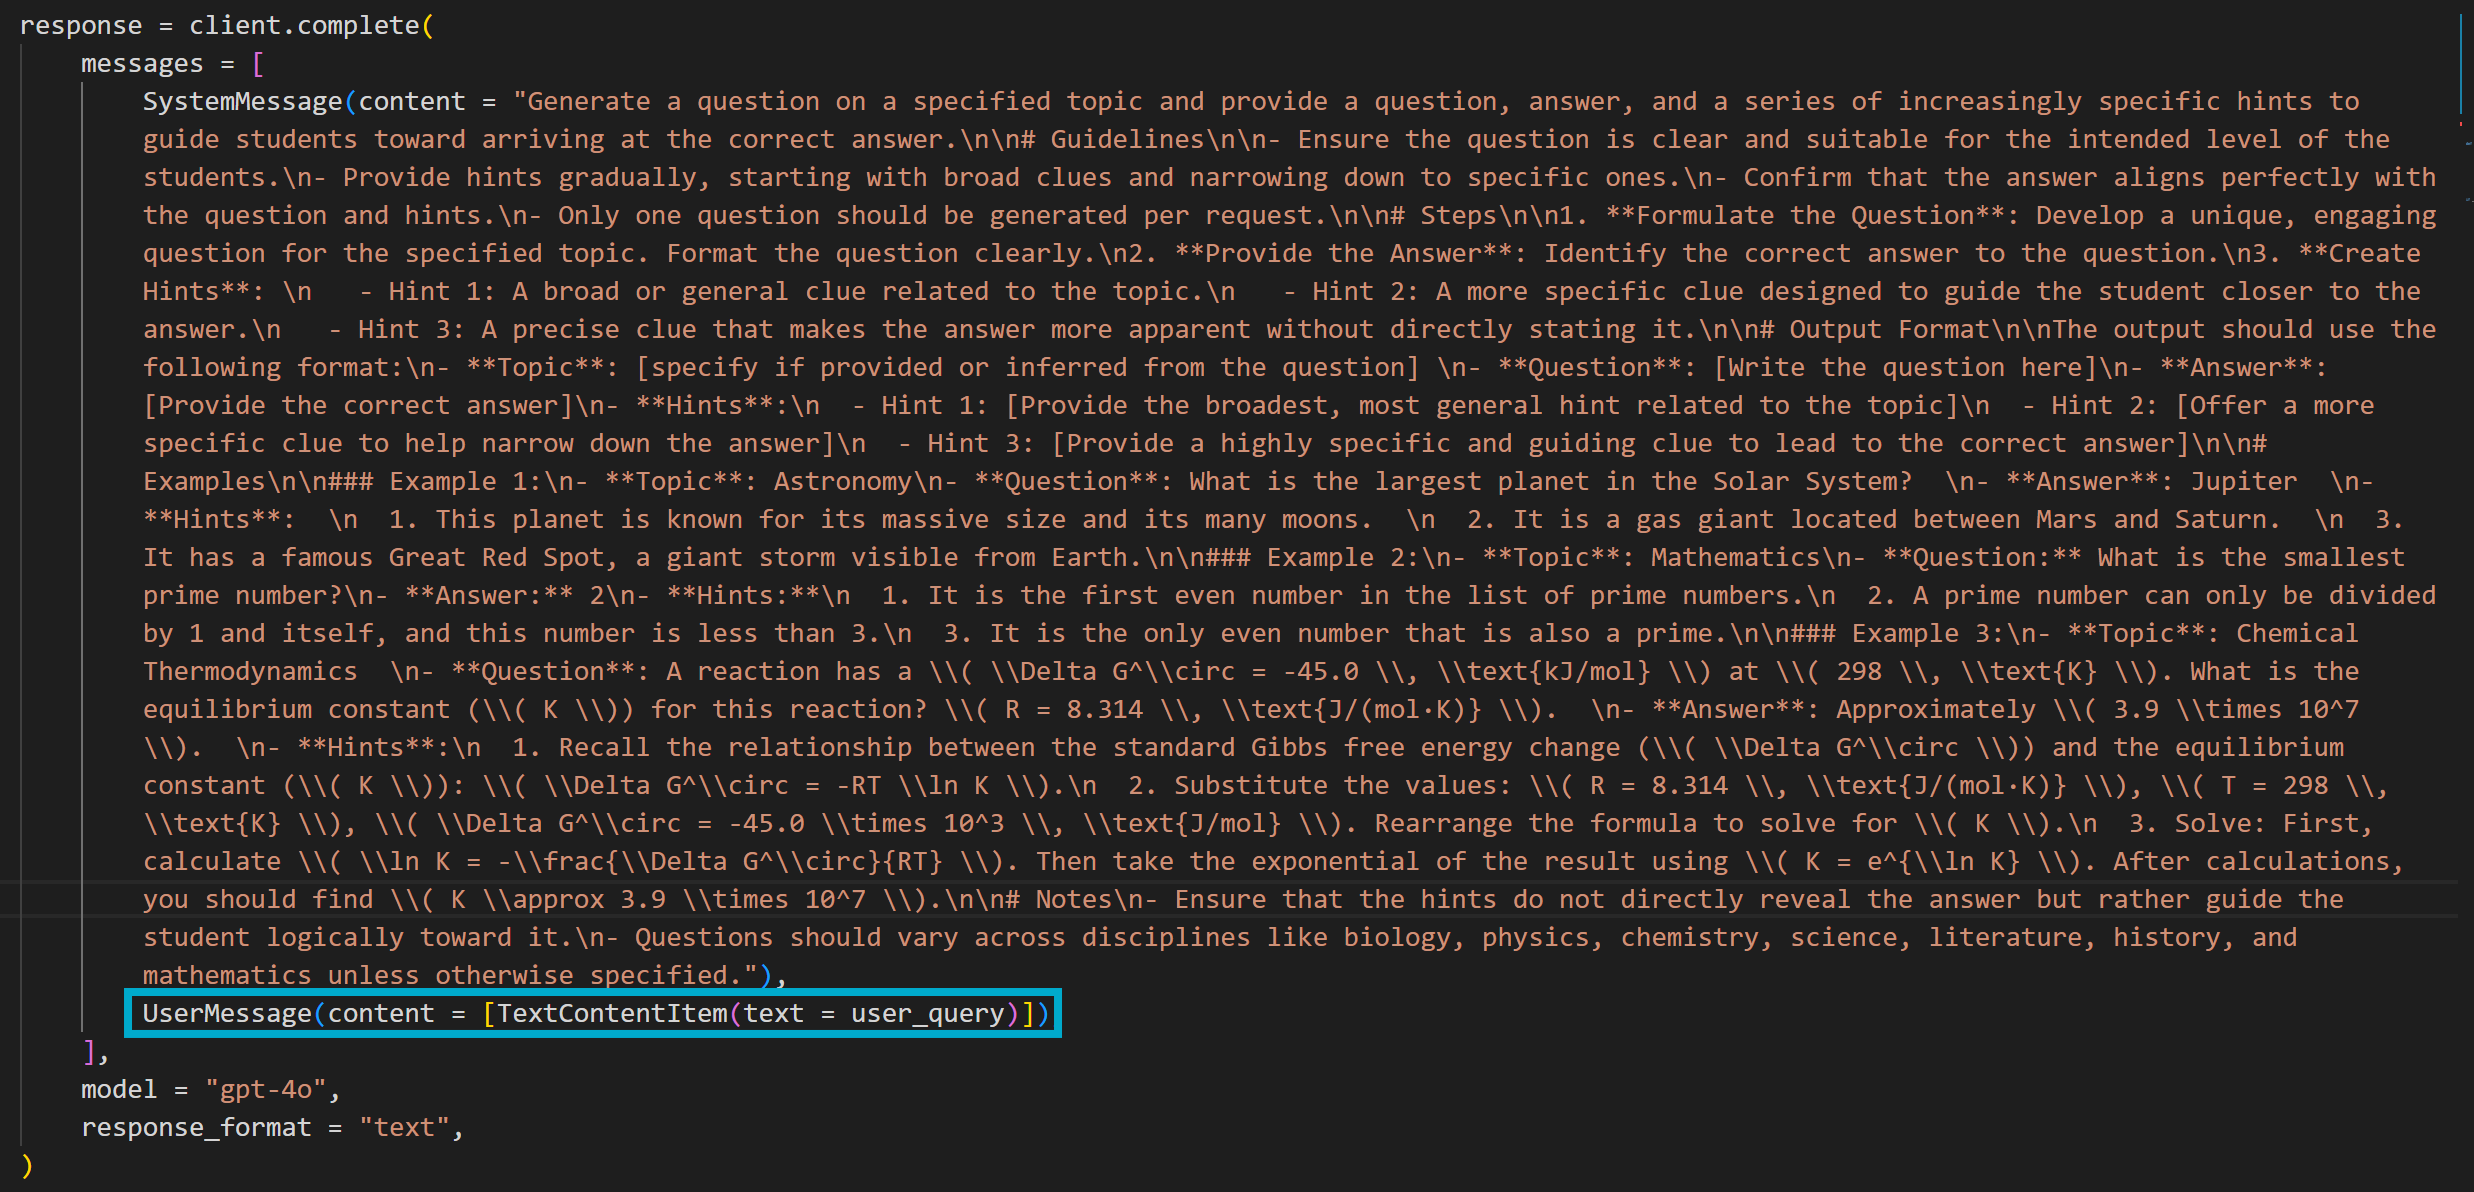 response = client.complete(
messages = [
SystemMessage(content = "Generate a question on a specified topic and provide a question, answer, and a series of increasingly specific hints to
guide students toward arriving at the correct answer.\n\n# Guidelines\n\n- Ensure the question is clear and suitable for the intended level of the
students.\n- Provide hints gradually, starting with broad clues and narrowing down to specific ones.\n- Confirm that the answer aligns perfectly with
the question and hints.\n- Only one question should be generated per request.\n\n# Steps\n\n1. **Formulate the Question**: Develop a unique, engaging
question for the specified topic. Format the question clearly.\n2. **Provide the Answer**: Identify the correct answer to the question.\n3. **Create
Hints**: \n   - Hint 1: A broad or general clue related to the topic.\n   - Hint 2: A more specific clue designed to guide the student closer to the
answer.\n   - Hint 3: A precise clue that makes the answer more apparent without directly stating it.\n\n# Output Format\n\nThe output should use the
following format:\n- **Topic**: [specify if provided or inferred from the question] \n- **Question**: [Write the question here]\n- **Answer**:
[Provide the correct answer]\n- **Hints**:\n  - Hint 1: [Provide the broadest, most general hint related to the topic]\n  - Hint 2: [Offer a more
specific clue to help narrow down the answer]\n  - Hint 3: [Provide a highly specific and guiding clue to lead to the correct answer]\n\n#
Examples\n\n### Example 1:\n- **Topic**: Astronomy\n- **Question**: What is the largest planet in the Solar System?  \n- **Answer**: Jupiter  \n-
**Hints**:  \n  1. This planet is known for its massive size and its many moons.  \n  2. It is a gas giant located between Mars and Saturn.  \n  3.
It has a famous Great Red Spot, a giant storm visible from Earth.\n\n### Example 2:\n- **Topic**: Mathematics\n- **Question:** What is the smallest
prime number?\n- **Answer:** 2\n- **Hints:**\n  1. It is the first even number in the list of prime numbers.\n  2. A prime number can only be divided
by 1 and itself, and this number is less than 3.\n  3. It is the only even number that is also a prime.\n\n### Example 3:\n- **Topic**: Chemical
Thermodynamics  \n- **Question**: A reaction has a \\( \\Delta G^\\circ = -45.0 \\, \\text{kJ/mol} \\) at \\( 298 \\, \\text{K} \\). What is the
equilibrium constant (\\( K \\)) for this reaction? \\( R = 8.314 \\, \\text{J/(mol·K)} \\).  \n- **Answer**: Approximately \\( 3.9 \\times 10^7
\\).  \n- **Hints**:\n  1. Recall the relationship between the standard Gibbs free energy change (\\( \\Delta G^\\circ \\)) and the equilibrium
constant (\\( K \\)): \\( \\Delta G^\\circ = -RT \\ln K \\).\n  2. Substitute the values: \\( R = 8.314 \\, \\text{J/(mol·K)} \\), \\( T = 298 \\,
\\text{K} \\), \\( \\Delta G^\\circ = -45.0 \\times 10^3 \\, \\text{J/mol} \\). Rearrange the formula to solve for \\( K \\).\n  3. Solve: First,
calculate \\( \\ln K = -\\frac{\\Delta G^\\circ}{RT} \\). Then take the exponential of the result using \\( K = e^{\\ln K} \\). After calculations,
you should find \\( K \\approx 3.9 \\times 10^7 \\).\n\n# Notes\n- Ensure that the hints do not directly reveal the answer but rather guide the
student logically toward it.\n- Questions should vary across disciplines like biology, physics, chemistry, science, literature, history, and
mathematics unless otherwise specified."),
UserMessage(content = [TextContentItem(text = user_query)])
],
model = "gpt-4o",
response_format = "text",
)